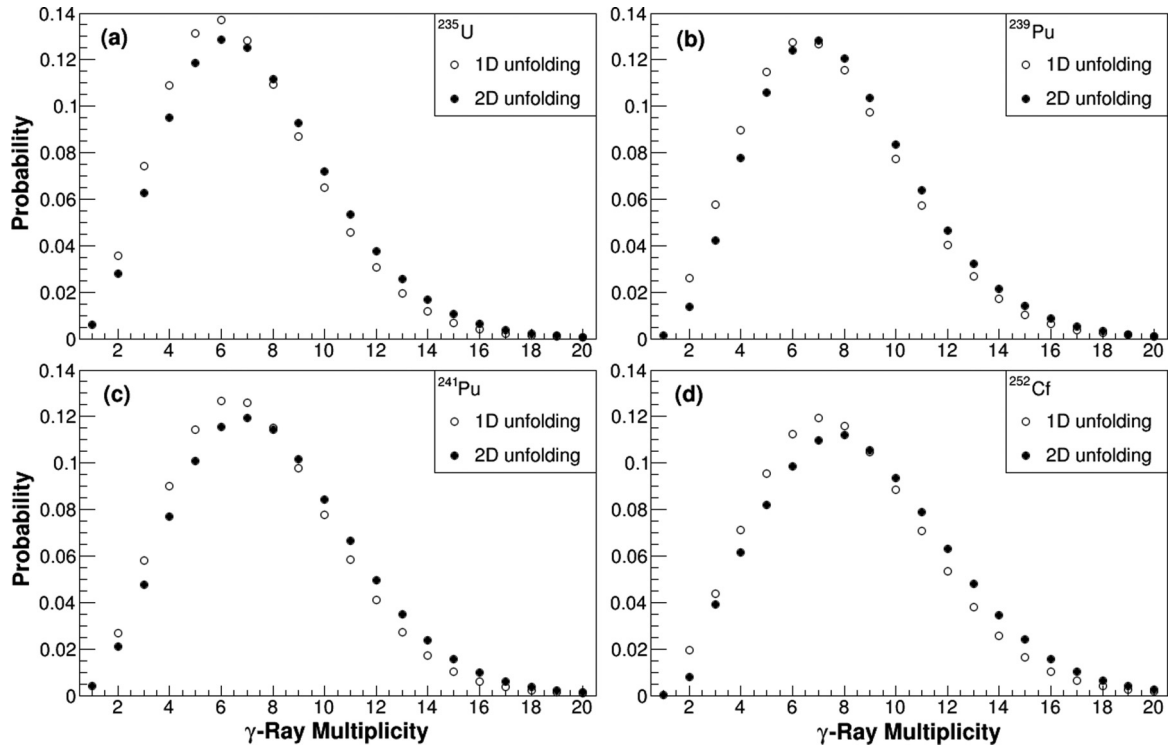 (a)
²³⁵U
1D unfolding
2D unfolding
Probability
0.14
0.12
0.1
0.08
0.06
0.04
0.02
0
2 4 6 8 10 12 14 16 18 20
(b)
²³⁹Pu
1D unfolding
2D unfolding
0.14
0.12
0.1
0.08
0.06
0.04
0.02
0
2 4 6 8 10 12 14 16 18 20
(c)
²⁴¹Pu
1D unfolding
2D unfolding
Probability
0.14
0.12
0.1
0.08
0.06
0.04
0.02
0
2 4 6 8 10 12 14 16 18 20
γ-Ray Multiplicity
(d)
²⁵²Cf
1D unfolding
2D unfolding
0.14
0.12
0.1
0.08
0.06
0.04
0.02
0
2 4 6 8 10 12 14 16 18 20
γ-Ray Multiplicity